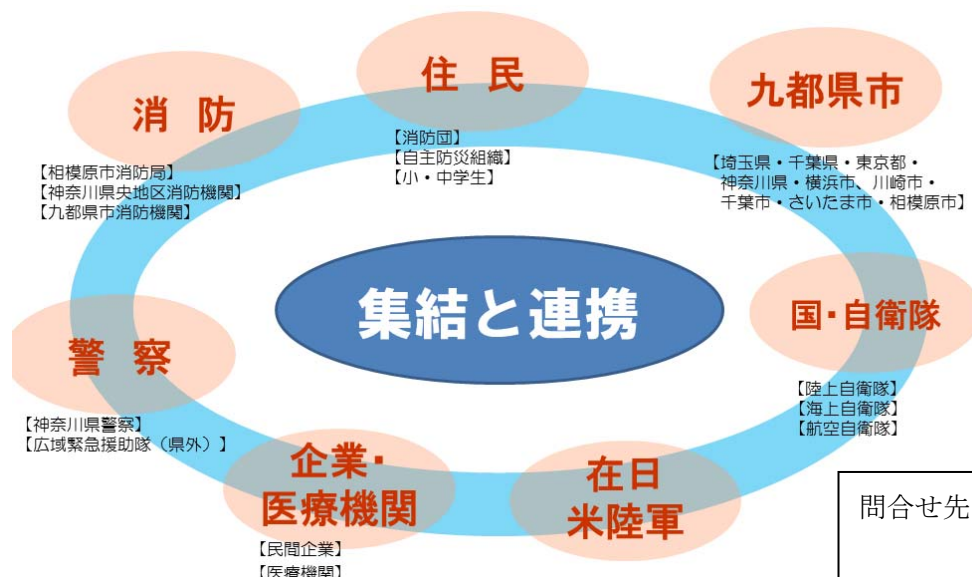 住 民
【消防団】
【自主防災組織】
【小・中学生】
九都県市
【埼玉県・千葉県・東京都・
神奈川県・横浜市、川崎市・
千葉市・さいたま市・相模原市】
消 防
【相模原市消防局】
【神奈川県央地区消防機関】
【九都県市消防機関】
集結と連携
国・自衛隊
【陸上自衛隊】
【海上自衛隊】
【航空自衛隊】
警 察
【神奈川県警察】
【広域緊急援助隊（県外）】
企業・
医療機関
【民間企業】
【医療機関】
在日
米陸軍
問合せ先